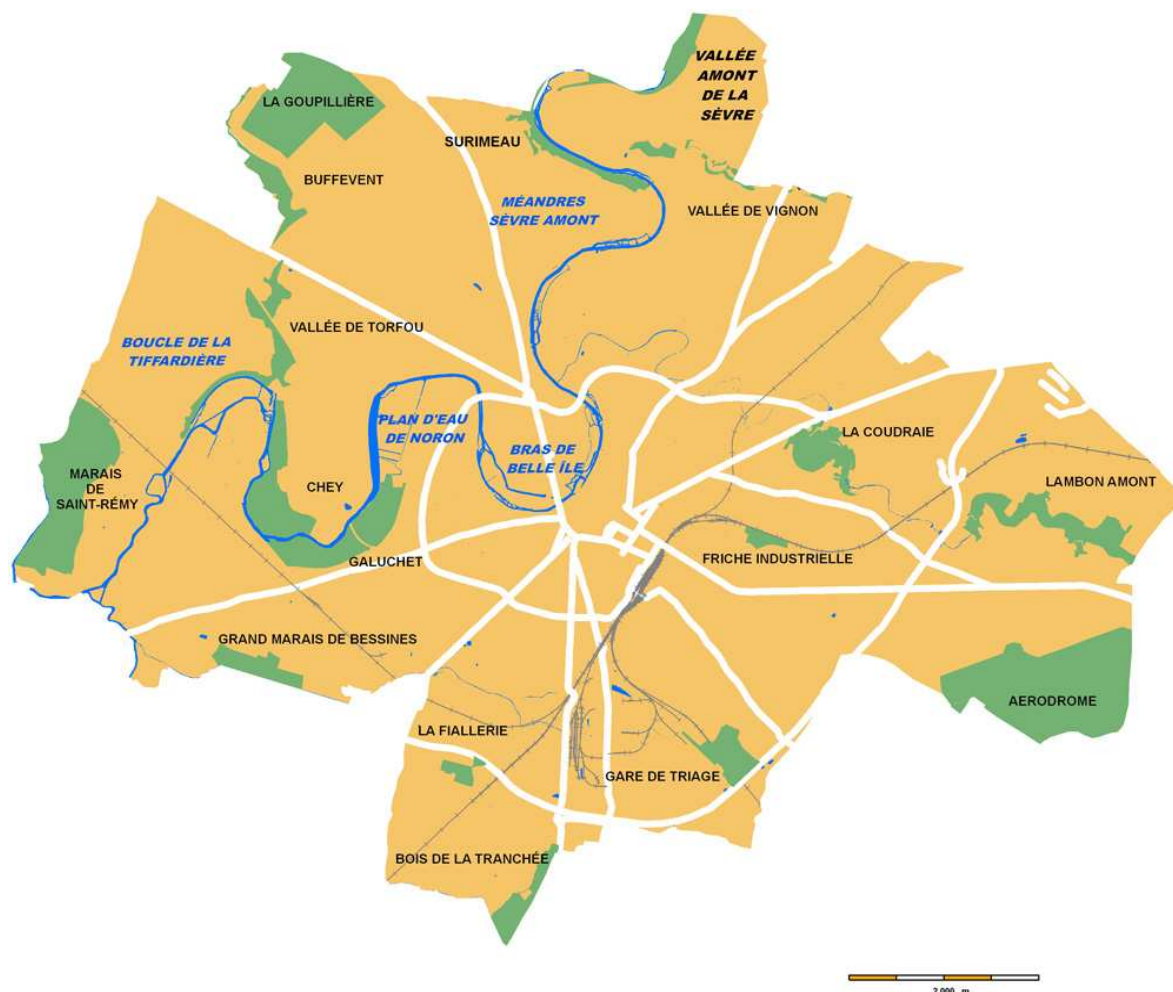 VALLÉE
AMONT
DE LA
SÈVRE
LA GOUPILLIÈRE
SURIMEAU
BUFFEVENT
MÉANDRES
SÈVRE AMONT
VALLÉE DE VIGNON
VALLÉE DE TORFOU
BOUCLE DE LA
TIFFARDIÈRE
PLAN D'EAU
DE NORON
BRAS DE
BELLE ÎLE
LA COUDRAIE
MARAIS
DE
SAINT-RÉMY
CHEY
LAMBON AMONT
GALUCHET
FRICHE INDUSTRIELLE
GRAND MARAIS DE BESSINES
AERODROME
LA FIALLERIE
GARE DE TRIAGE
BOIS DE LA TRANCHÉE
2 000 m